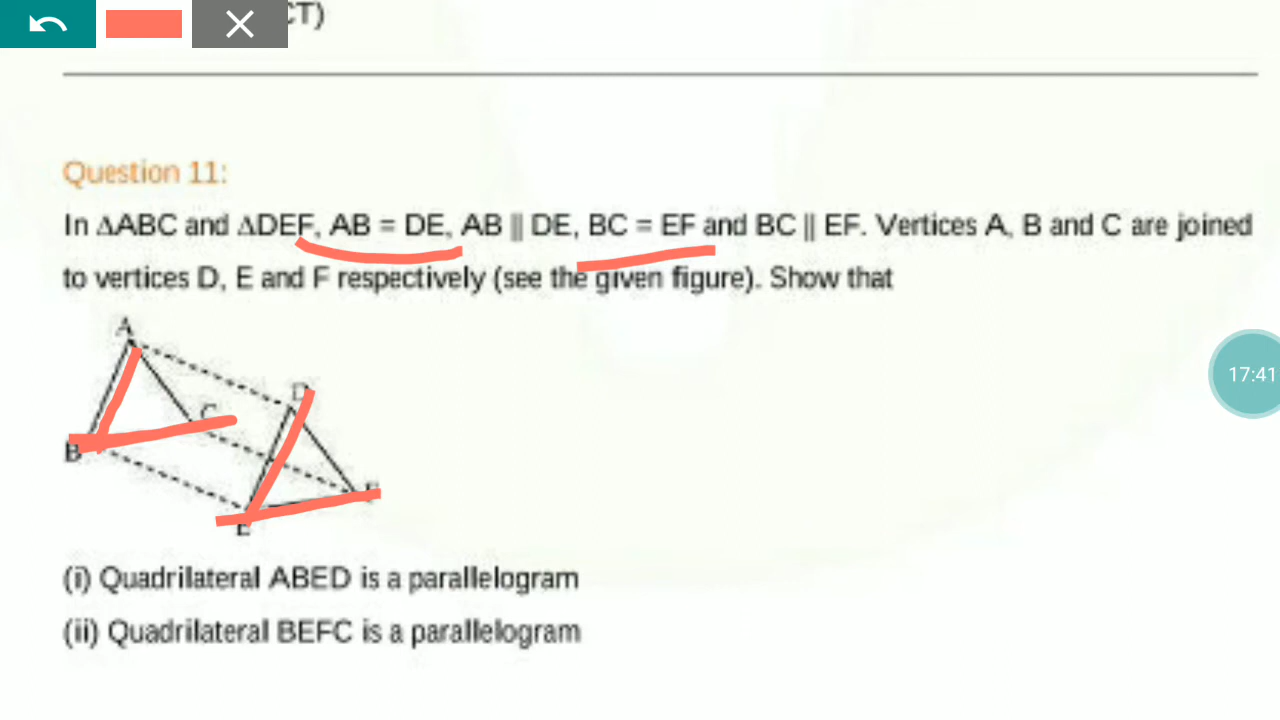 CT)
Question 11:
In ΔABC and ΔDEF, AB = DE, AB || DE, BC = EF and BC || EF. Vertices A, B and C are joined
to vertices D, E and F respectively (see the given figure). Show that
A
D
C
B
F
E
17:41
(i) Quadrilateral ABED is a parallelogram
(ii) Quadrilateral BEFC is a parallelogram